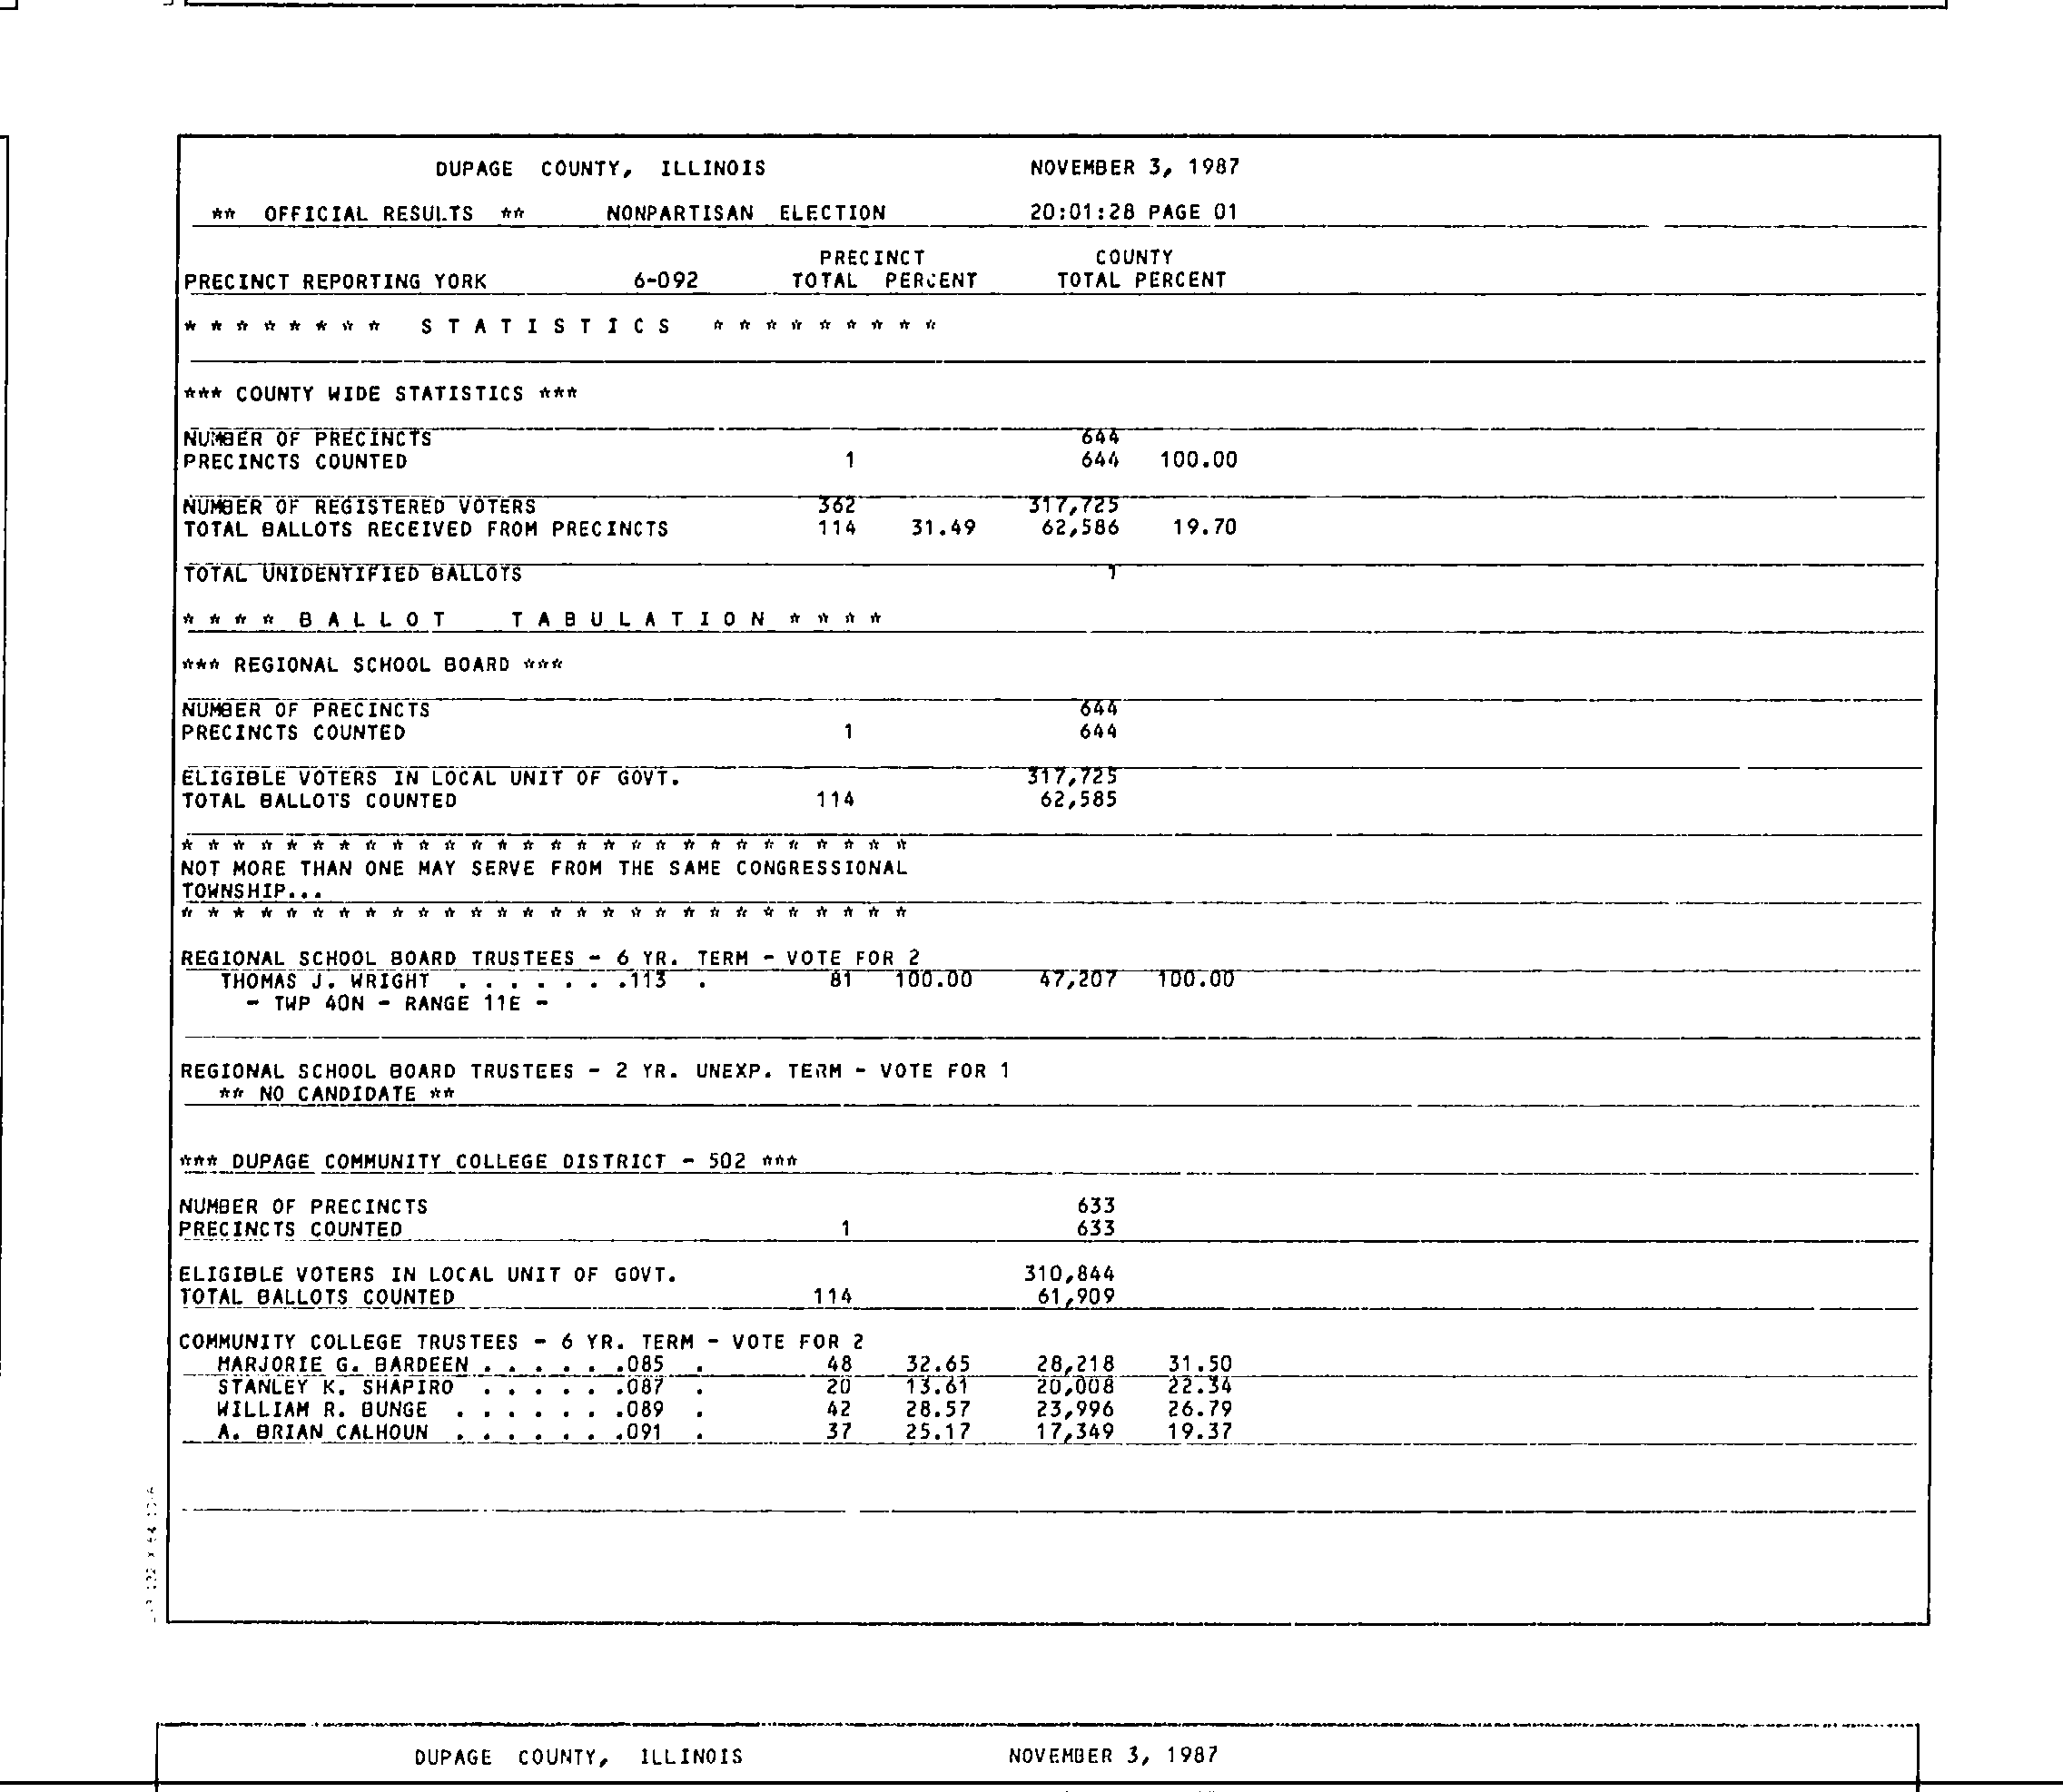 DUPAGE COUNTY, ILLINOIS NOVEMBER 3, 1987
** OFFICIAL RESULTS ** NONPARTISAN ELECTION 20:01:28 PAGE 01
PRECINCT COUNTY
PRECINCT REPORTING YORK 6-092 TOTAL PERCENT TOTAL PERCENT
* * * * * * * * S T A T I S T I C S * * * * * * * * *
*** COUNTY WIDE STATISTICS ***
NUMBER OF PRECINCTS 644
PRECINCTS COUNTED 1 644 100.00
NUMBER OF REGISTERED VOTERS 362 317,725
TOTAL BALLOTS RECEIVED FROM PRECINCTS 114 31.49 62,586 19.70
TOTAL UNIDENTIFIED BALLOTS 1
* * * * B A L L O T T A B U L A T I O N * * * *
*** REGIONAL SCHOOL BOARD ***
NUMBER OF PRECINCTS 644
PRECINCTS COUNTED 1 644
ELIGIBLE VOTERS IN LOCAL UNIT OF GOVT. 317,725
TOTAL BALLOTS COUNTED 114 62,585
* * * * * * * * * * * * * * * * * * * * * * * * * * * *
NOT MORE THAN ONE MAY SERVE FROM THE SAME CONGRESSIONAL
TOWNSHIP...
* * * * * * * * * * * * * * * * * * * * * * * * * * * *
REGIONAL SCHOOL BOARD TRUSTEES - 6 YR. TERM - VOTE FOR 2
THOMAS J. WRIGHT . . . . . . .113 . 81 100.00 47,207 100.00
- TWP 40N - RANGE 11E -
REGIONAL SCHOOL BOARD TRUSTEES - 2 YR. UNEXP. TERM - VOTE FOR 1
** NO CANDIDATE **
*** DUPAGE COMMUNITY COLLEGE DISTRICT - 502 ***
NUMBER OF PRECINCTS 633
PRECINCTS COUNTED 1 633
ELIGIBLE VOTERS IN LOCAL UNIT OF GOVT. 310,844
TOTAL BALLOTS COUNTED 114 61,909
COMMUNITY COLLEGE TRUSTEES - 6 YR. TERM - VOTE FOR 2
MARJORIE G. BARDEEN . . . . . .085 . 48 32.65 28,218 31.50
STANLEY K. SHAPIRO . . . . . .087 . 20 13.61 20,008 22.34
WILLIAM R. BUNGE . . . . . . .089 . 42 28.57 23,996 26.79
A. BRIAN CALHOUN . . . . . . .091 . 37 25.17 17,349 19.37
DUPAGE COUNTY, ILLINOIS NOVEMBER 3, 1987